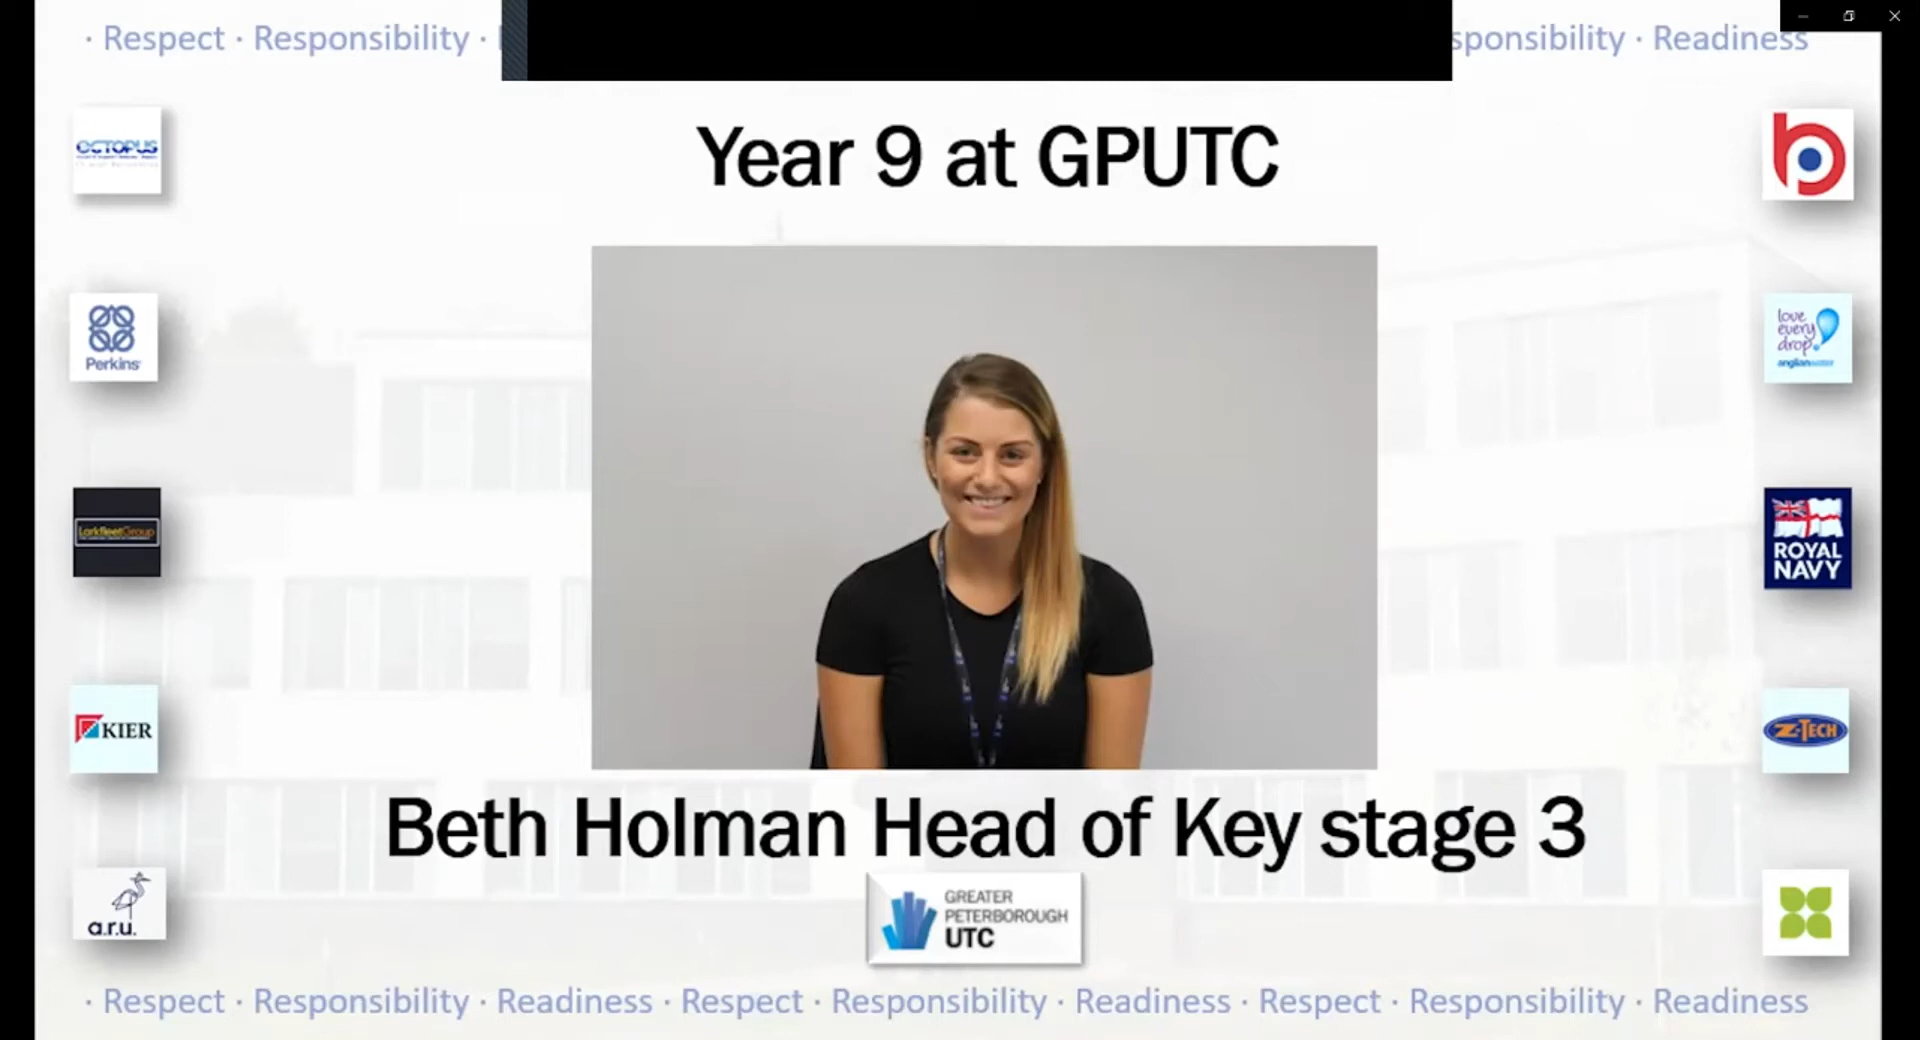 · Respect · Responsibility ·
sponsibility · Readiness
Year 9 at GPUTC
OCTOPUS
b
Perkins
love
every
drop
anglianwater
LarkfleetGroup
ROYAL
NAVY
KIER
Z-TECH
Beth Holman Head of Key stage 3
a.r.u.
GREATER
PETERBOROUGH
UTC
· Respect · Responsibility · Readiness · Respect · Responsibility · Readiness · Respect · Responsibility · Readiness